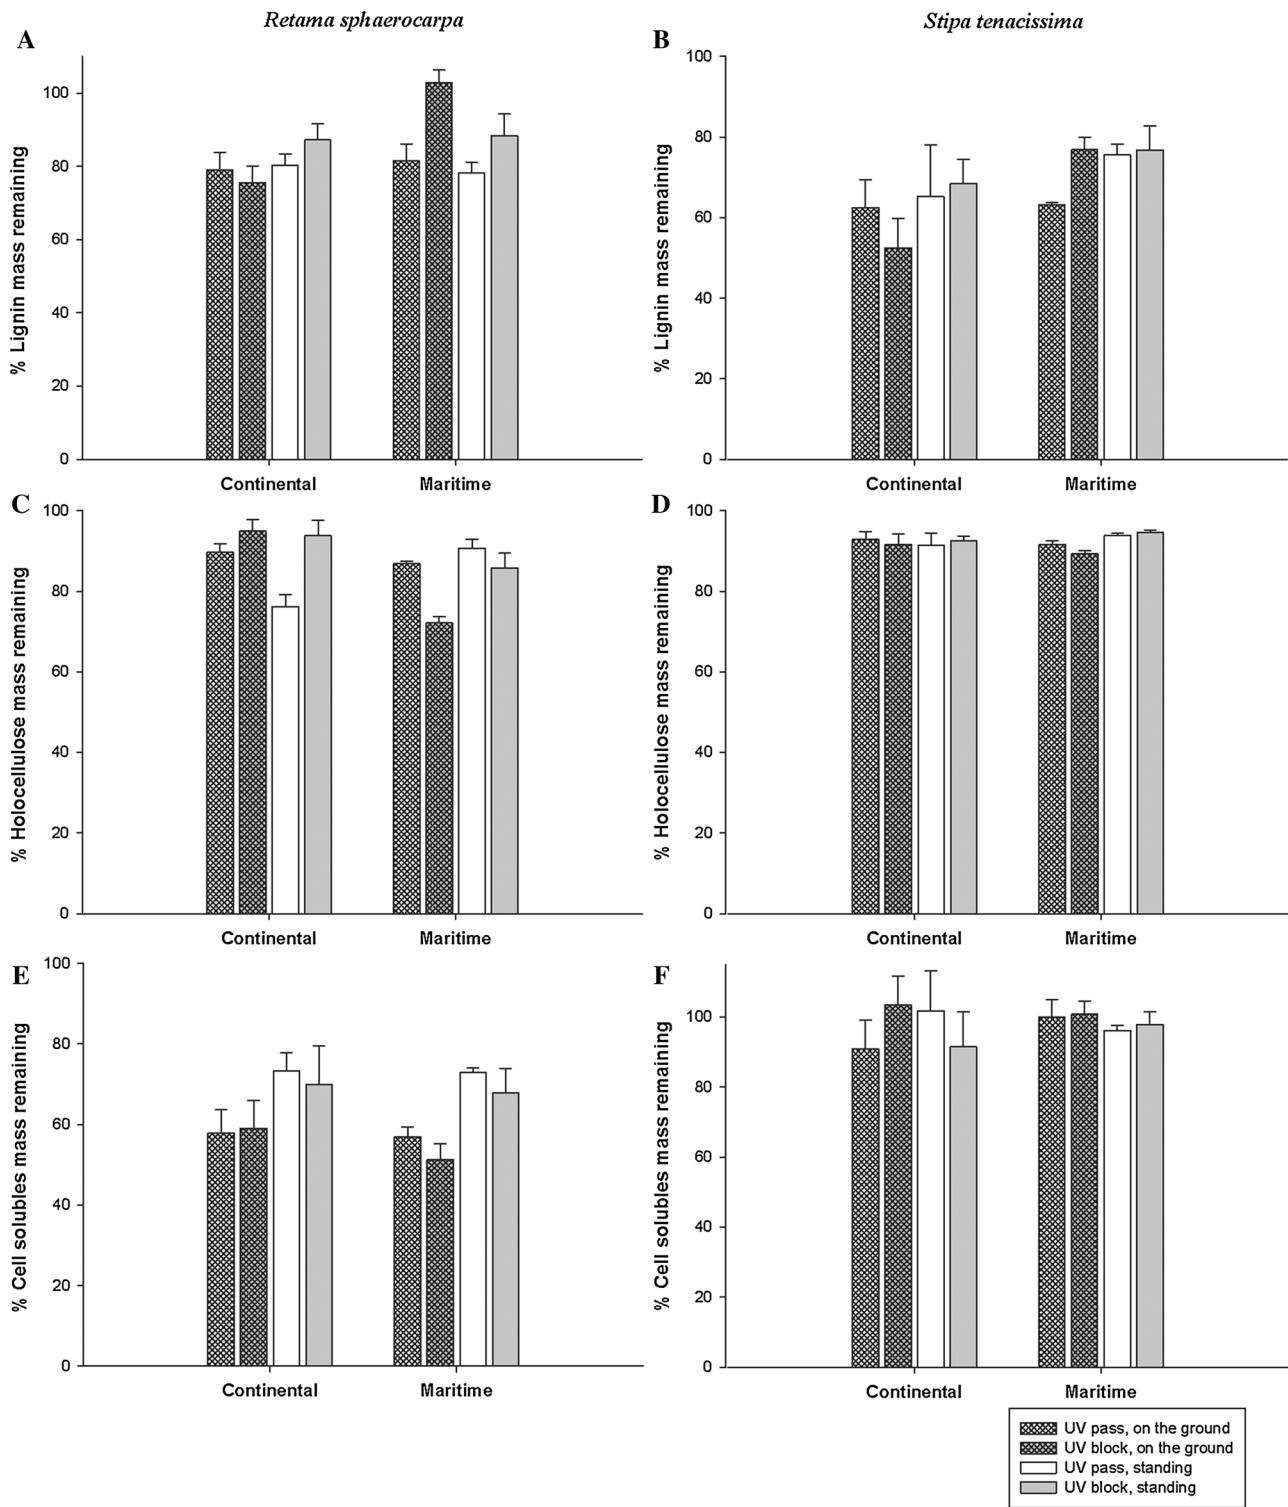 Retama sphaerocarpa
Stipa tenacissima
A
% Lignin mass remaining
100
80
60
40
20
0
Continental
Maritime
B
% Lignin mass remaining
100
80
60
40
20
0
Continental
Maritime
C
% Holocellulose mass remaining
100
80
60
40
20
0
Continental
Maritime
D
% Holocellulose mass remaining
100
80
60
40
20
0
Continental
Maritime
E
% Cell solubles mass remaining
100
80
60
40
20
0
Continental
Maritime
F
% Cell solubles mass remaining
100
80
60
40
20
0
Continental
Maritime
UV pass, on the ground
UV block, on the ground
UV pass, standing
UV block, standing